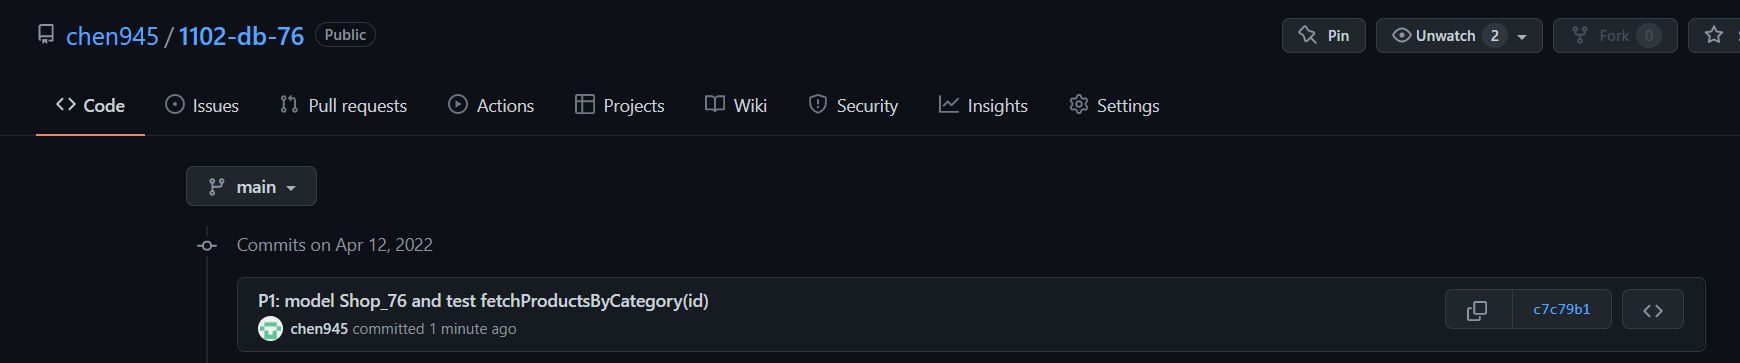 chen945 / 1102-db-76 Public Pin Unwatch 2 Fork 0
Code Issues Pull requests Actions Projects Wiki Security Insights Settings
main
Commits on Apr 12, 2022
P1: model Shop_76 and test fetchProductsByCategory(id)
chen945 committed 1 minute ago c7c79b1